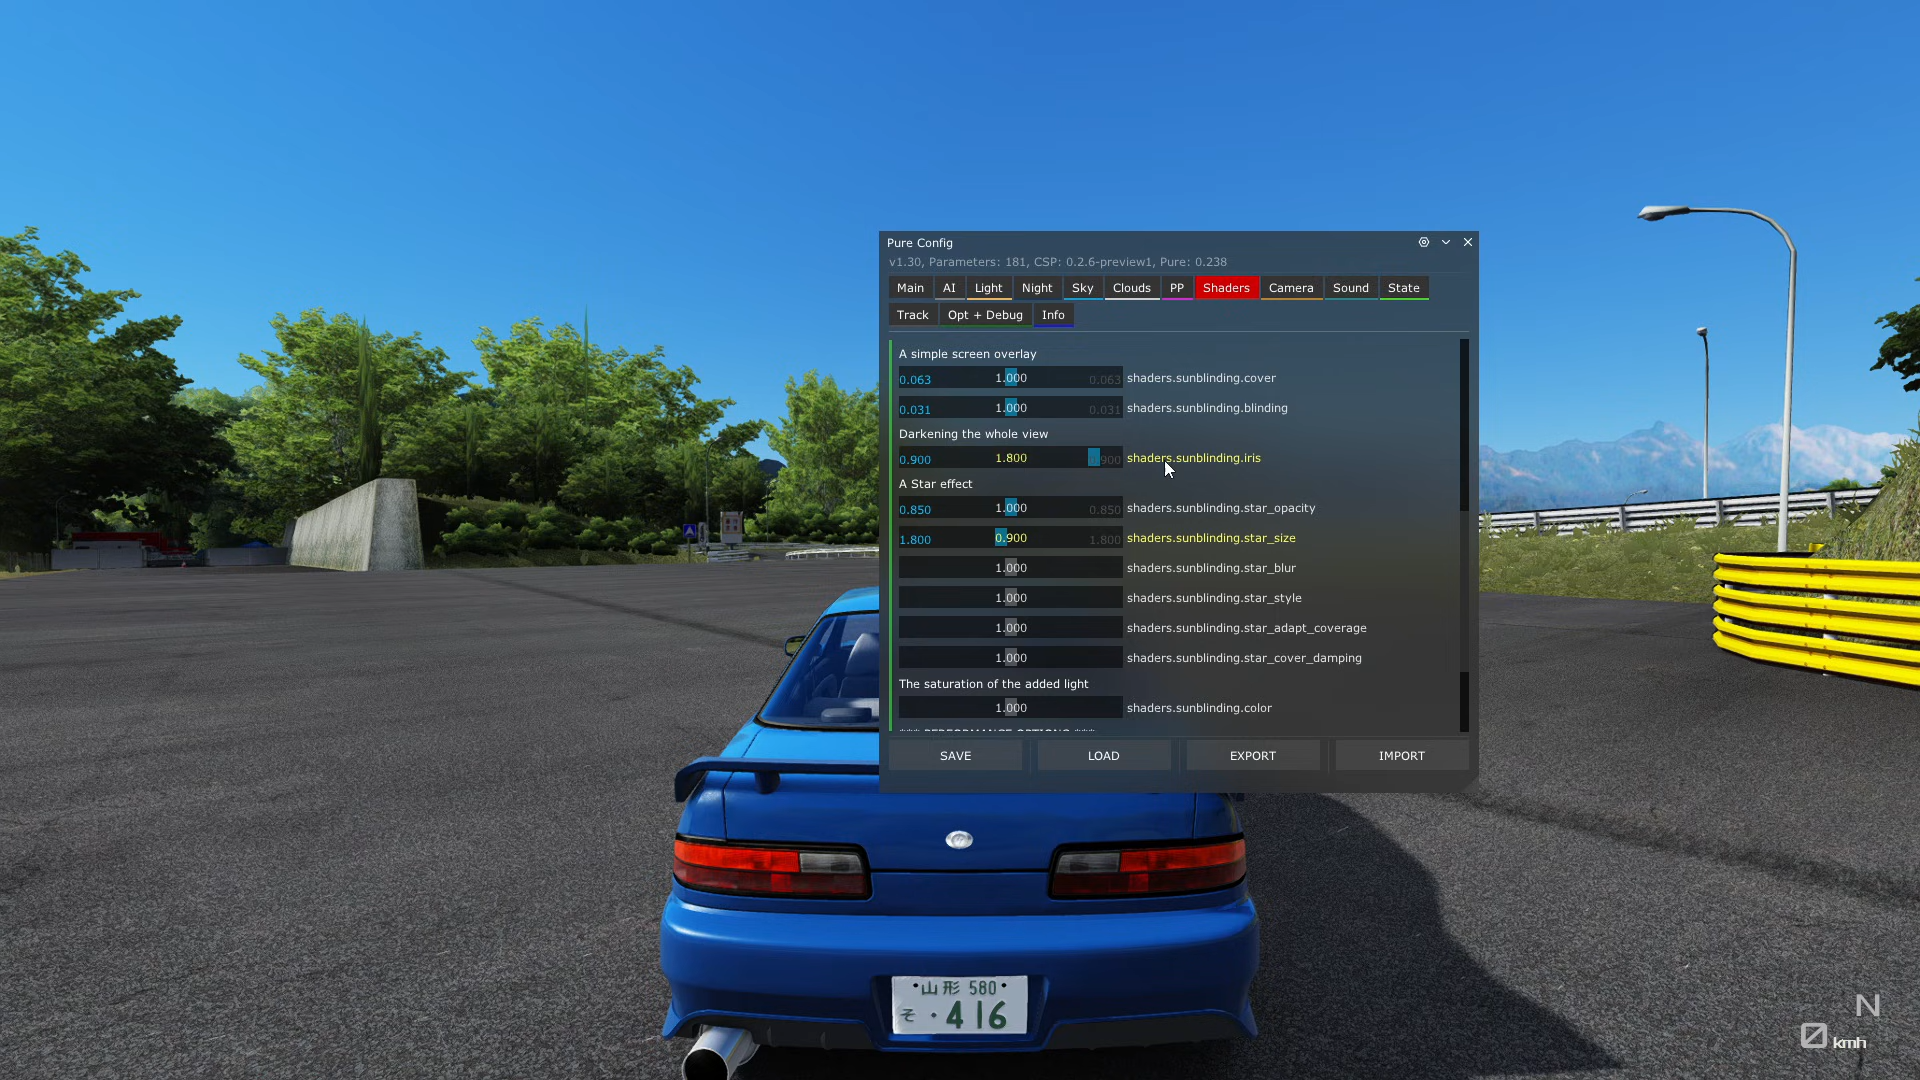 Pure Config
v1.30, Parameters: 181, CSP: 0.2.6-preview1, Pure: 0.238
Main AI Light Night Sky Clouds PP Shaders Camera Sound State
Track Opt + Debug Info
A simple screen overlay
0.063 1.000 0.063 shaders.sunblinding.cover
0.031 1.000 0.031 shaders.sunblinding.blinding
Darkening the whole view
0.900 1.800 0.900 shaders.sunblinding.iris
A Star effect
0.850 1.000 0.850 shaders.sunblinding.star_opacity
1.800 0.900 1.800 shaders.sunblinding.star_size
1.000 shaders.sunblinding.star_blur
1.000 shaders.sunblinding.star_style
1.000 shaders.sunblinding.star_adapt_coverage
1.000 shaders.sunblinding.star_cover_damping
The saturation of the added light
1.000 shaders.sunblinding.color
*** PERFORMANCE OPTIONS ***
SAVE LOAD EXPORT IMPORT
山形 580
そ ・416
N
0 kmh